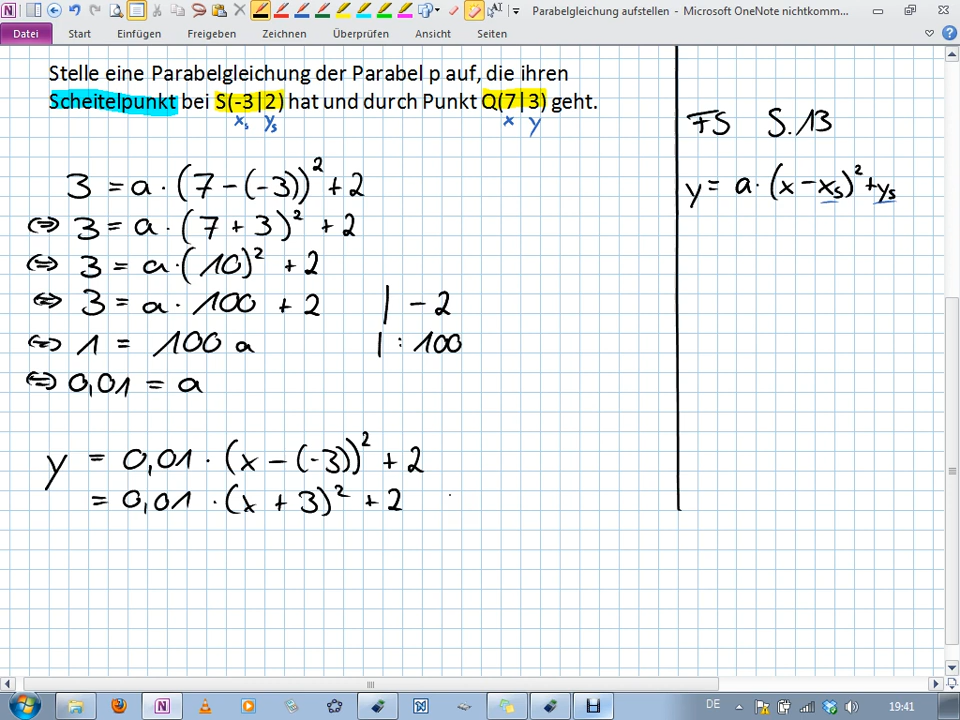 Parabelgleichung aufstellen - Microsoft OneNote nichtkomm...
Datei Start Einfügen Freigeben Zeichnen Überprüfen Ansicht Seiten
Stelle eine Parabelgleichung der Parabel p auf, die ihren
Scheitelpunkt bei S(-3|2) hat und durch Punkt Q(7|3) geht.
xₛ yₛ x y
3 = a · (7 - (-3))² + 2
⇔ 3 = a · (7 + 3)² + 2
⇔ 3 = a · (10)² + 2
⇔ 3 = a · 100 + 2 | - 2
⇔ 1 = 100 a | : 100
⇔ 0,01 = a
y = 0,01 · (x - (-3))² + 2
= 0,01 · (x + 3)² + 2
FS S. 13
y = a · (x - xₛ)² + yₛ
DE 19:41